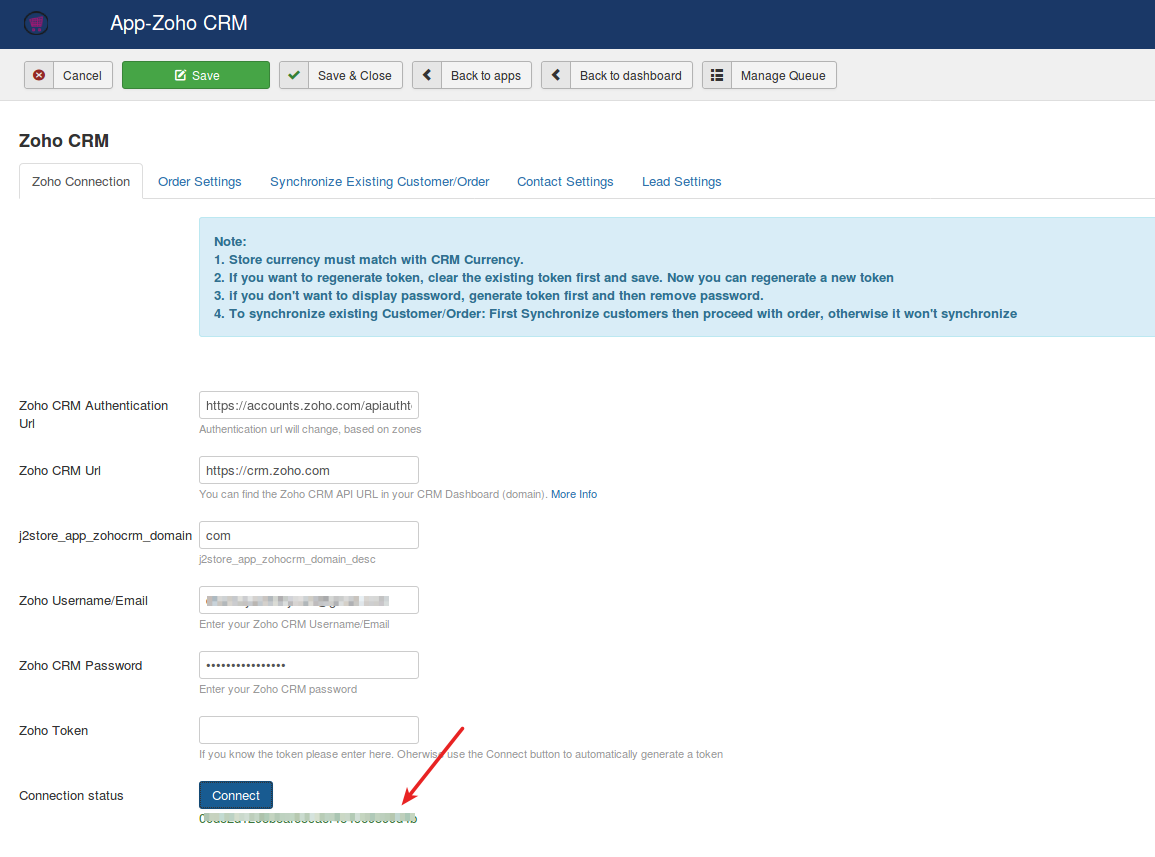 App-Zoho CRM
Cancel
Save
Save & Close
Back to apps
Back to dashboard
Manage Queue
Zoho CRM
Zoho Connection
Order Settings
Synchronize Existing Customer/Order
Contact Settings
Lead Settings
Note:
1. Store currency must match with CRM Currency.
2. If you want to regenerate token, clear the existing token first and save. Now you can regenerate a new token
3. if you don't want to display password, generate token first and then remove password.
4. To synchronize existing Customer/Order: First Synchronize customers then proceed with order, otherwise it won't synchronize
Zoho CRM Authentication
Url
https://accounts.zoho.com/apiautht
Authentication url will change, based on zones
Zoho CRM Url
https://crm.zoho.com
You can find the Zoho CRM API URL in your CRM Dashboard (domain). More Info
j2store_app_zohocrm_domain
com
j2store_app_zohocrm_domain_desc
Zoho Username/Email
Enter your Zoho CRM Username/Email
Zoho CRM Password
••••••••••••••••
Enter your Zoho CRM password
Zoho Token
If you know the token please enter here. Oherwise use the Connect button to automatically generate a token
Connection status
Connect